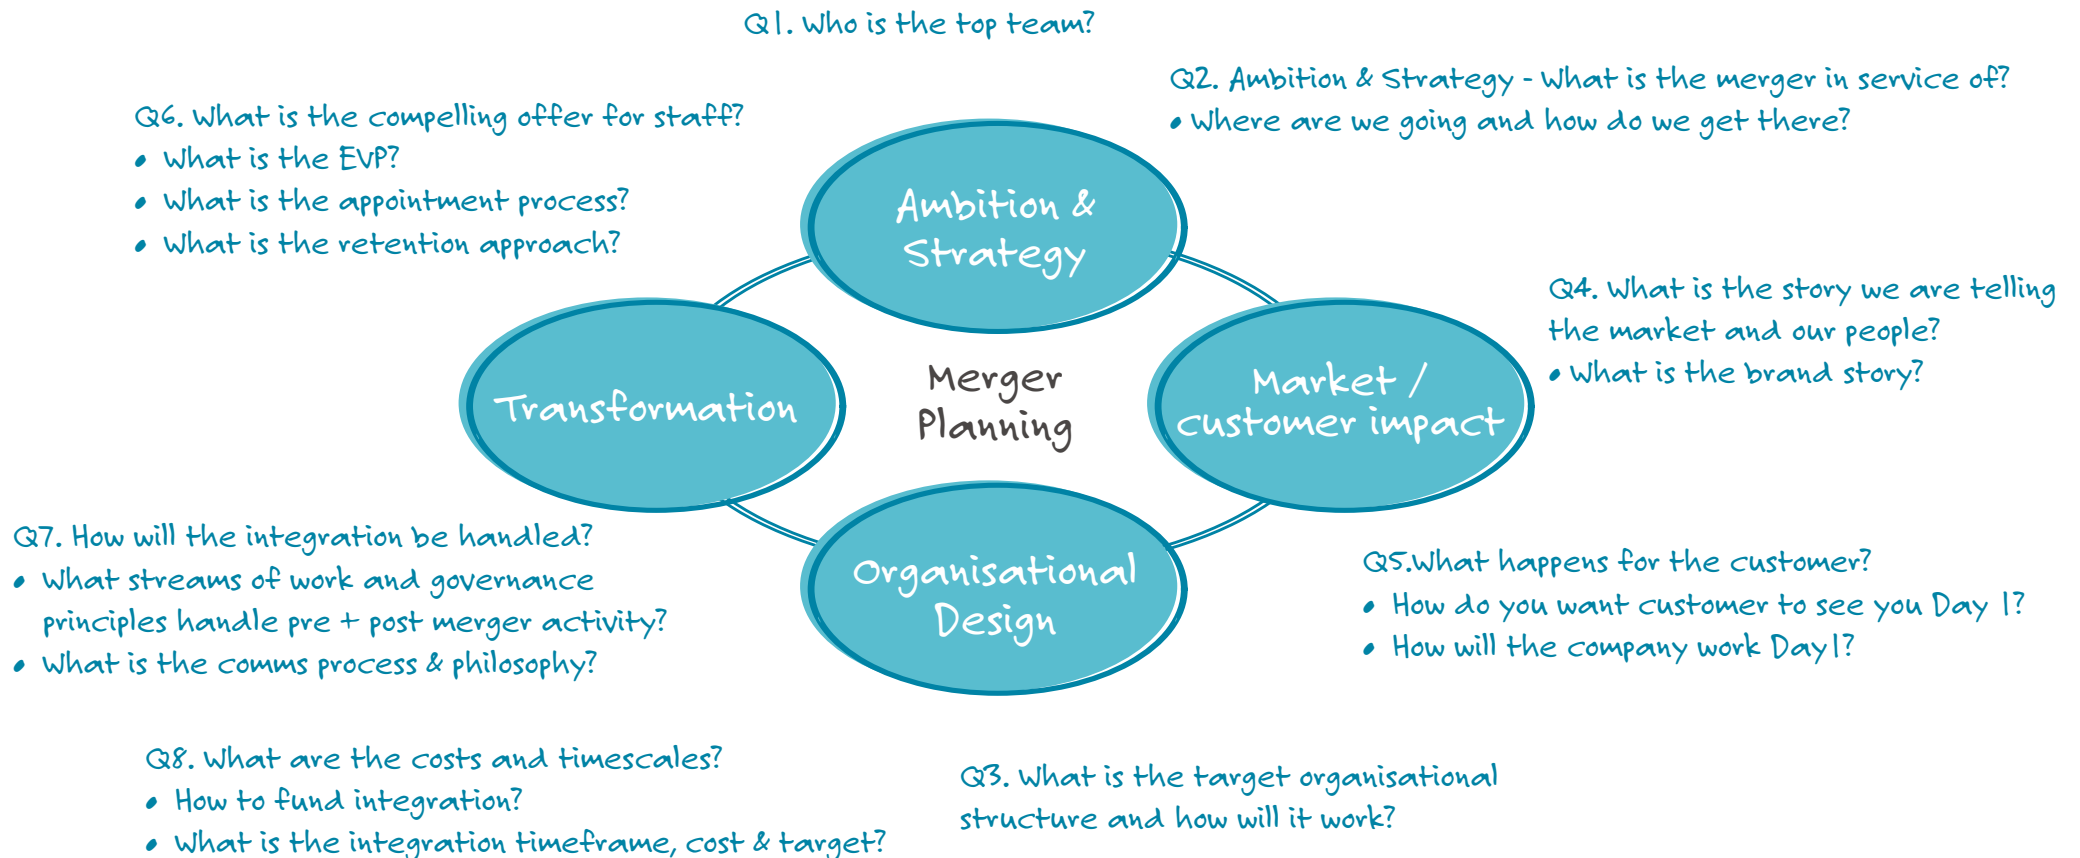 Q1. Who is the top team?
Q2. Ambition & Strategy - What is the merger in service of?
• Where are we going and how do we get there?
Q6. What is the compelling offer for staff?
• What is the EVP?
• What is the appointment process?
• What is the retention approach?
Ambition &
Strategy
Q4. What is the story we are telling
the market and our people?
• What is the brand story?
Transformation
Merger
Planning
Market /
customer impact
Q7. How will the integration be handled?
• What streams of work and governance
principles handle pre + post merger activity?
• What is the comms process & philosophy?
Organisational
Design
Q5.What happens for the customer?
• How do you want customer to see you Day 1?
• How will the company work Day1?
Q8. What are the costs and timescales?
• How to fund integration?
• What is the integration timeframe, cost & target?
Q3. What is the target organisational
structure and how will it work?